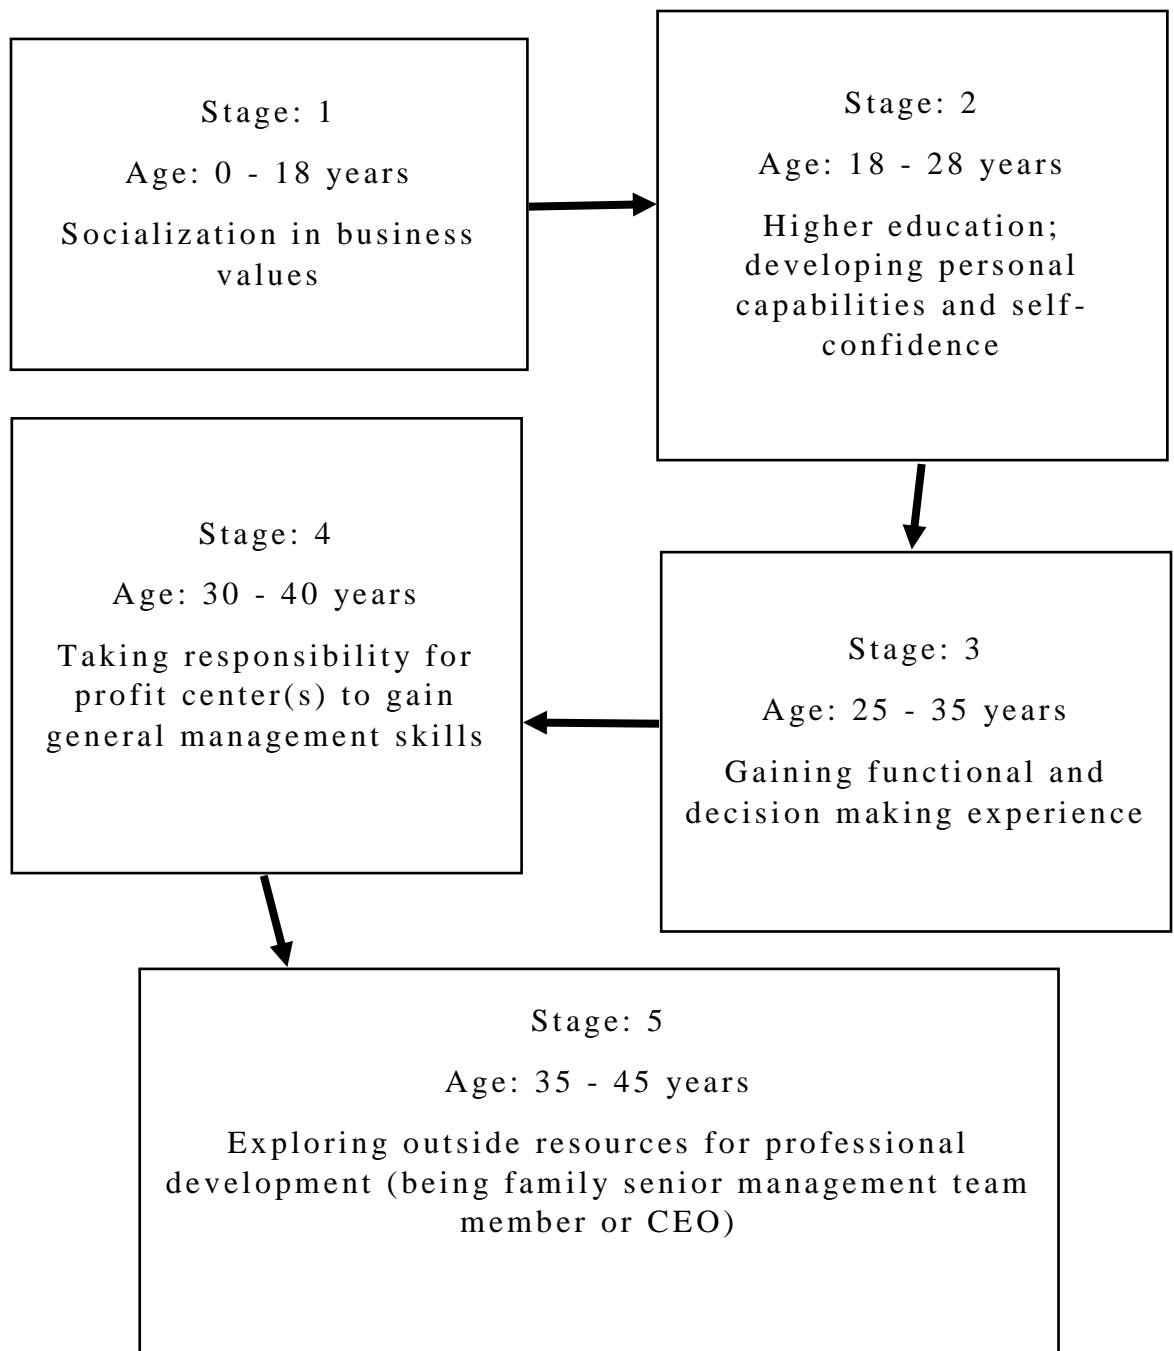 Stage: 1
Age: 0 - 18 years
Socialization in business
values
Stage: 2
Age: 18 - 28 years
Higher education;
developing personal
capabilities and self-
confidence
Stage: 3
Age: 25 - 35 years
Gaining functional and
decision making experience
Stage: 4
Age: 30 - 40 years
Taking responsibility for
profit center(s) to gain
general management skills
Stage: 5
Age: 35 - 45 years
Exploring outside resources for professional
development (being family senior management team
member or CEO)